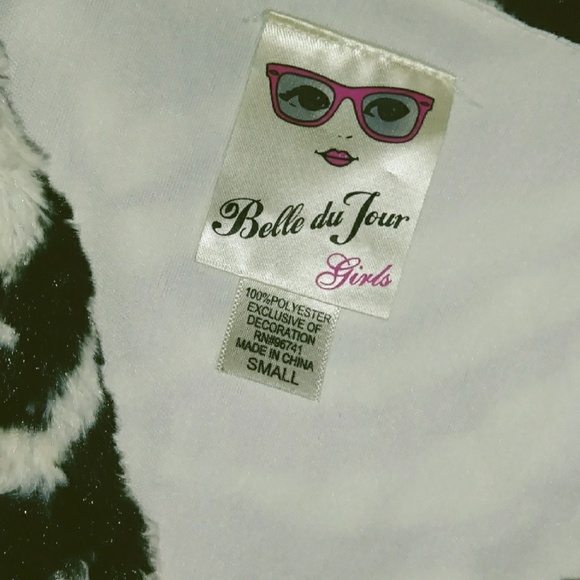 Belle du Jour
Girls
100%POLYESTER
EXCLUSIVE OF
DECORATION
RN#96741
MADE IN CHINA
SMALL